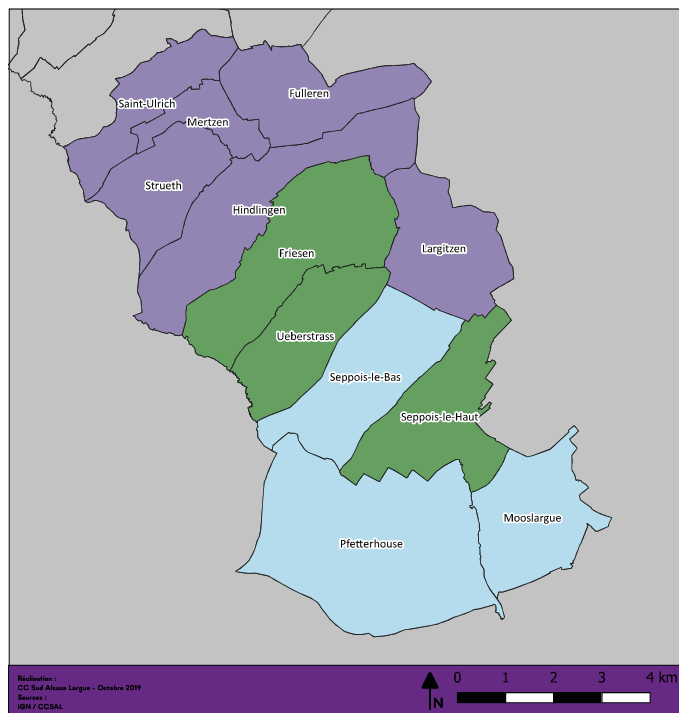 Saint-Ulrich
Fulleren
Mertzen
Strueth
Hindlingen
Largitzen
Friesen
Ueberstrass
Seppois-le-Bas
Seppois-le-Haut
Mooslargue
Pfetterhouse
Réalisation :
CC Sud Alsace Largue - Octobre 2019
Sources :
IGN / CCSAL
N
0 1 2 3 4 km